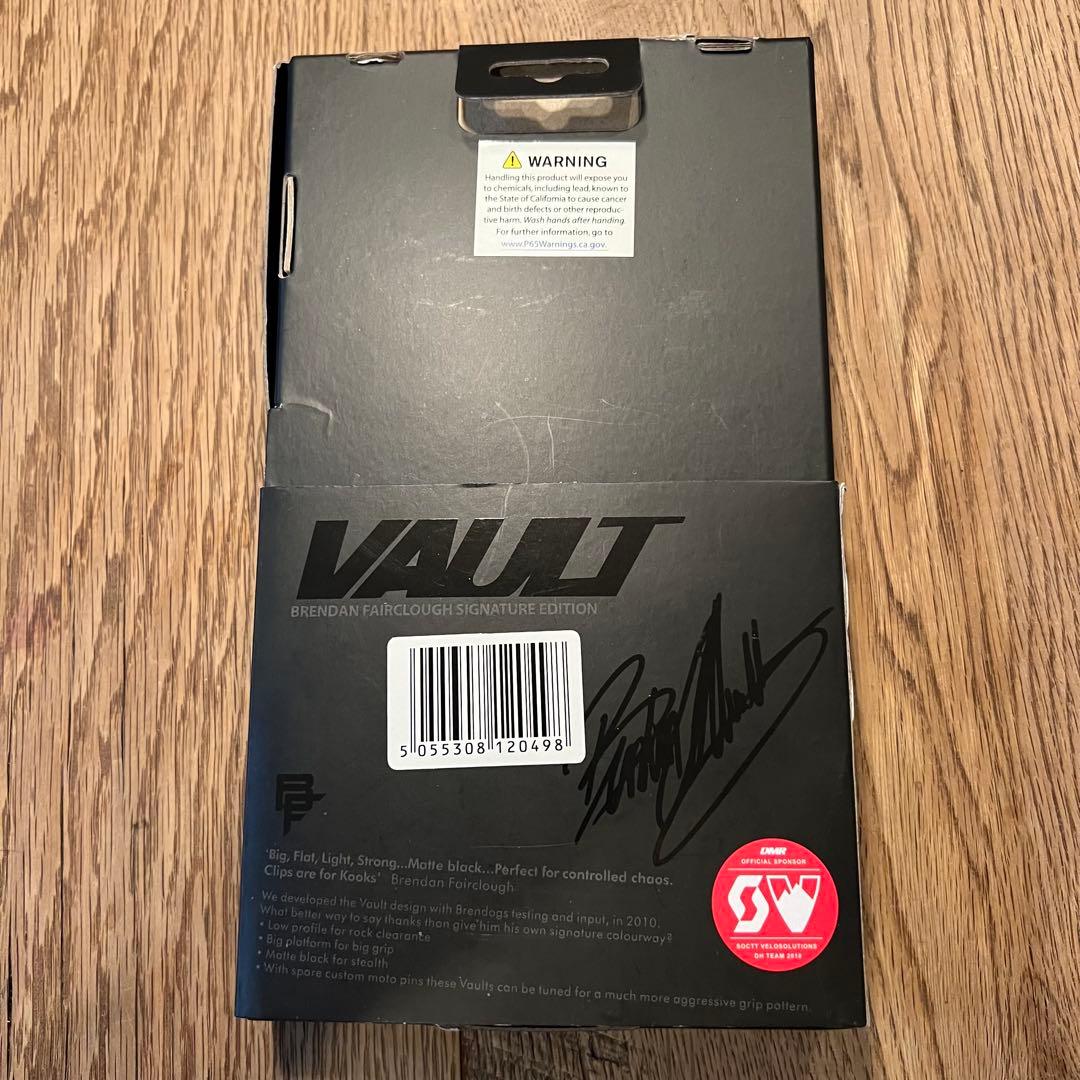 WARNING
Handling this product will expose you
to chemicals, including lead, known to
the State of California to cause cancer
and birth defects or other reproduc-
tive harm. Wash hands after handing.
For further information, go to
www.P65Warnings.ca.gov.
VAULT
BRENDAN FAIRCLOUGH SIGNATURE EDITION
5 055308 120498
BF
'Big, Flat, Light, Strong...Matte black...Perfect for controlled chaos.
Clips are for Kooks' Brendan Fairclough
We developed the Vault design with Brendogs testing and input, in 2010.
What better way to say thanks than give him his own signature colourway?
• Low profile for rock clearance
• Big platform for big grip
• Matte black for stealth
• With spare custom moto pins these Vaults can be tuned for a much more aggressive grip pattern.
DMR
OFFICIAL SPONSOR
SW
SOCTT VELOSOLUTIONS
DH TEAM 2018